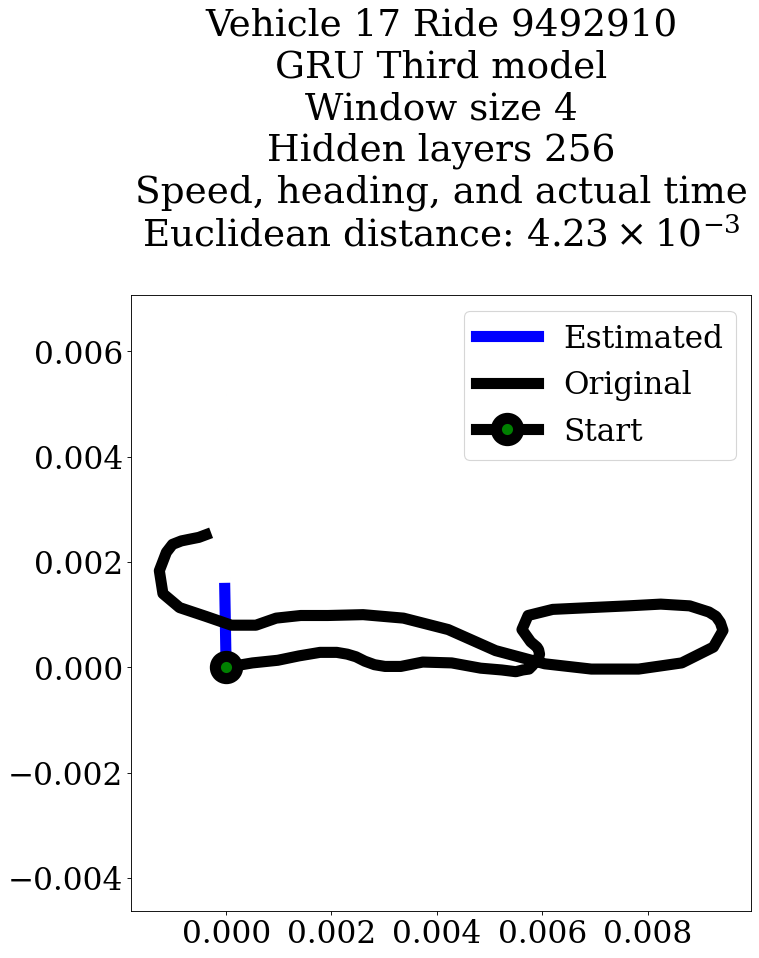 Vehicle 17 Ride 9492910
GRU Third model
Window size 4
Hidden layers 256
Speed, heading, and actual time
Euclidean distance: 4.23 × 10⁻³
Estimated
Original
Start
0.006
0.004
0.002
0.000
−0.002
−0.004
0.000 0.002 0.004 0.006 0.008